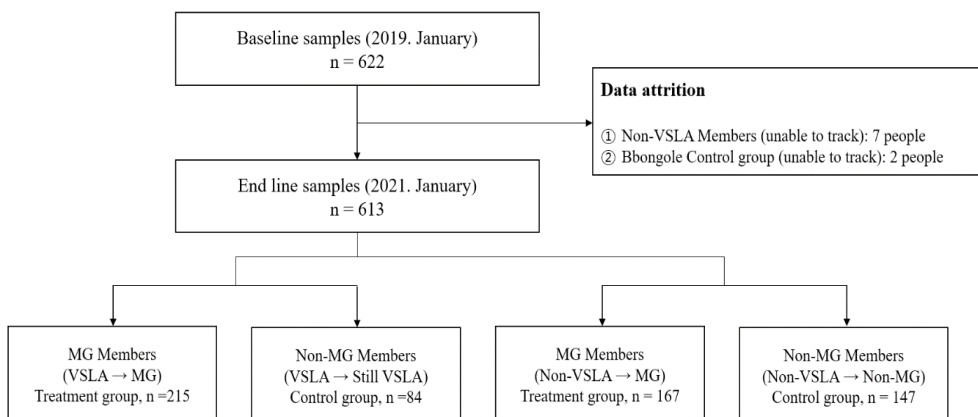 Baseline samples (2019. January)
n = 622
Data attrition
① Non-VSLA Members (unable to track): 7 people
② Bbongole Control group (unable to track): 2 people
End line samples (2021. January)
n = 613
MG Members
(VSLA → MG)
Treatment group, n =215
Non-MG Members
(VSLA → Still VSLA)
Control group, n =84
MG Members
(Non-VSLA → MG)
Treatment group, n = 167
Non-MG Members
(Non-VSLA → Non-MG)
Control group, n = 147